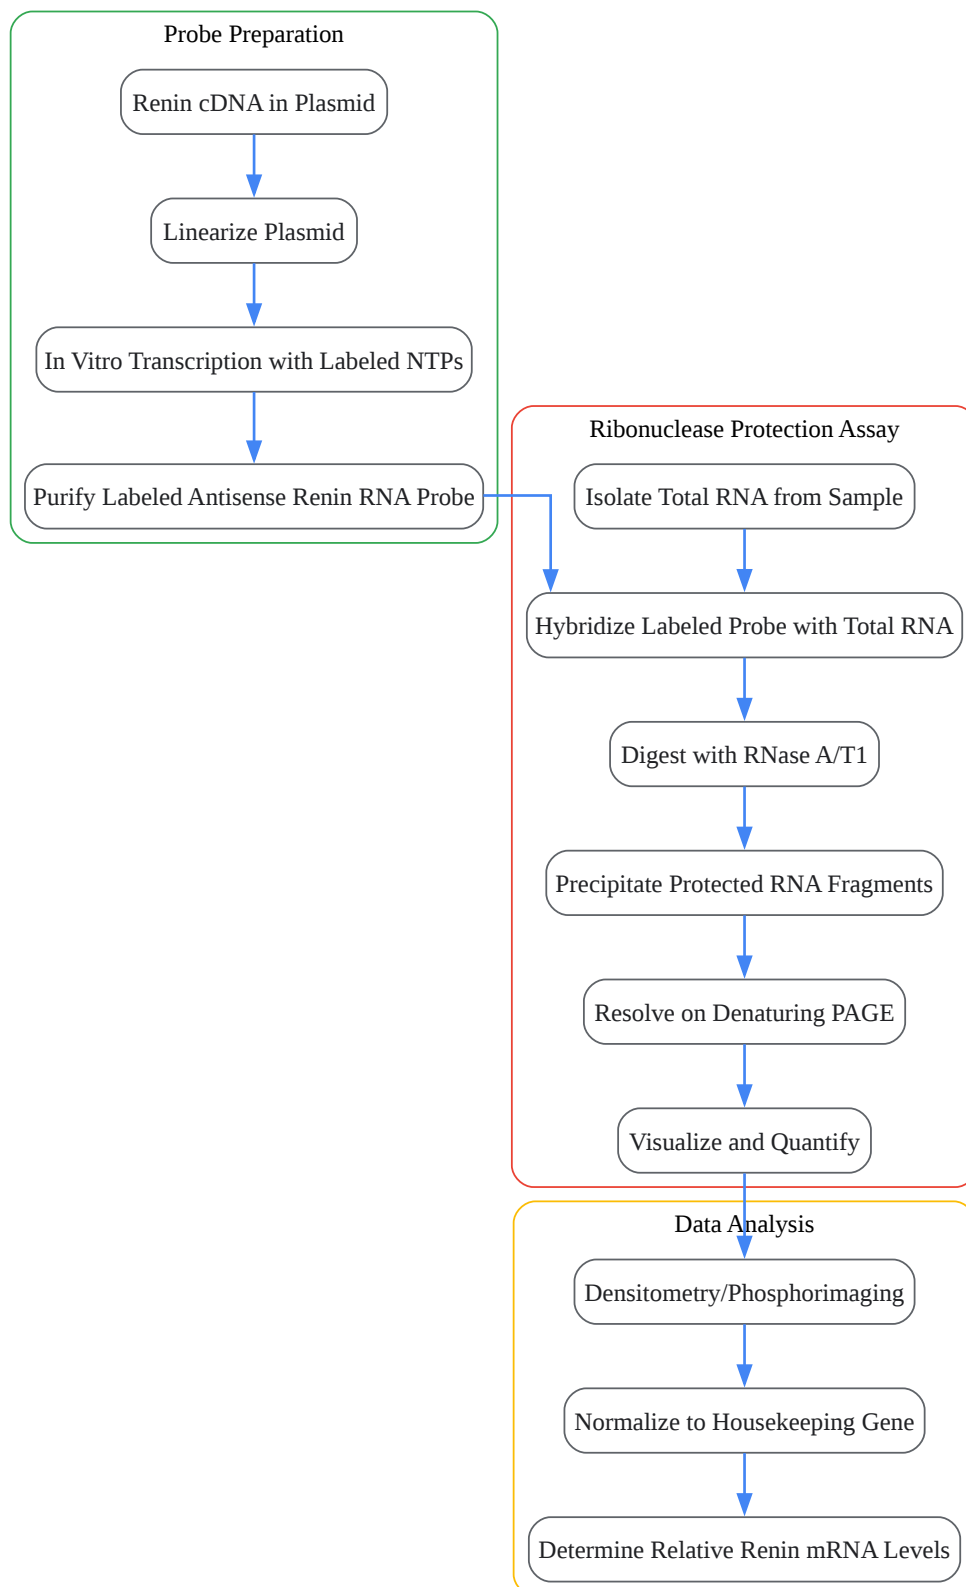 Probe Preparation
Renin cDNA in Plasmid
Linearize Plasmid
In Vitro Transcription with Labeled NTPs
Purify Labeled Antisense Renin RNA Probe
Ribonuclease Protection Assay
Isolate Total RNA from Sample
Hybridize Labeled Probe with Total RNA
Digest with RNase A/T1
Precipitate Protected RNA Fragments
Resolve on Denaturing PAGE
Visualize and Quantify
Data Analysis
Densitometry/Phosphorimaging
Normalize to Housekeeping Gene
Determine Relative Renin mRNA Levels